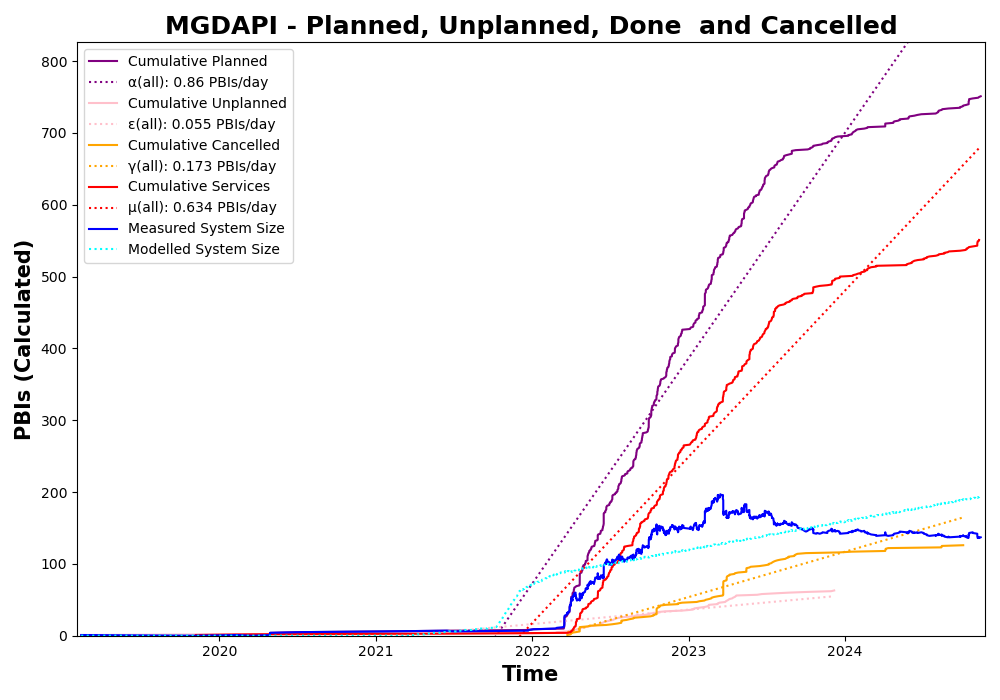 MGDAPI - Planned, Unplanned, Done  and Cancelled
PBIs (Calculated)
800
700
600
500
400
300
200
100
0
Cumulative Planned
α(all): 0.86 PBIs/day
Cumulative Unplanned
ε(all): 0.055 PBIs/day
Cumulative Cancelled
γ(all): 0.173 PBIs/day
Cumulative Services
μ(all): 0.634 PBIs/day
Measured System Size
Modelled System Size
2020 2021 2022 2023 2024
Time